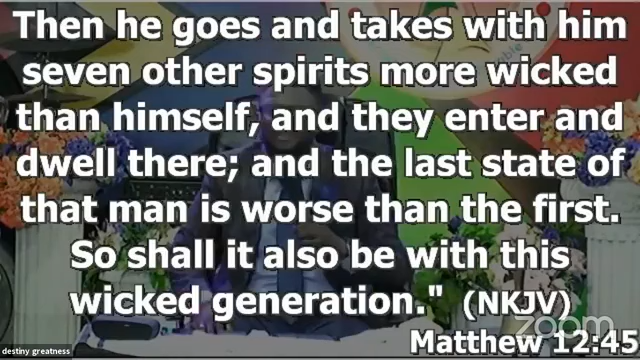 Then he goes and takes with him
seven other spirits more wicked
than himself, and they enter and
dwell there; and the last state of
that man is worse than the first.
So shall it also be with this
wicked generation." (NKJV)
zoom
Matthew 12:45
destiny greatness